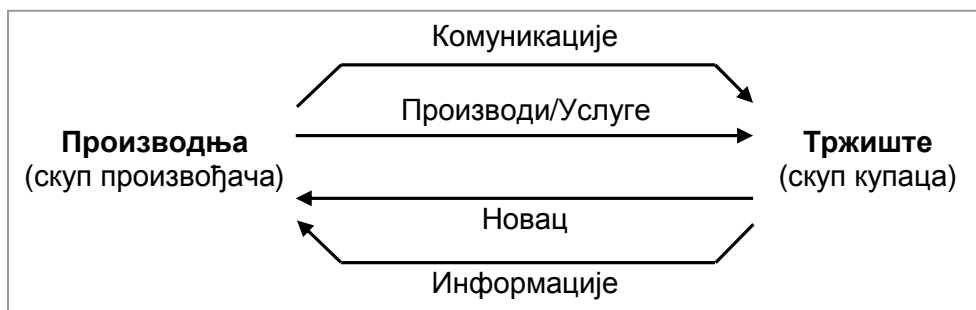 Комуникације
Производи/Услуге
Производња
(скуп произвођача)
Тржиште
(скуп купаца)
Новац
Информације